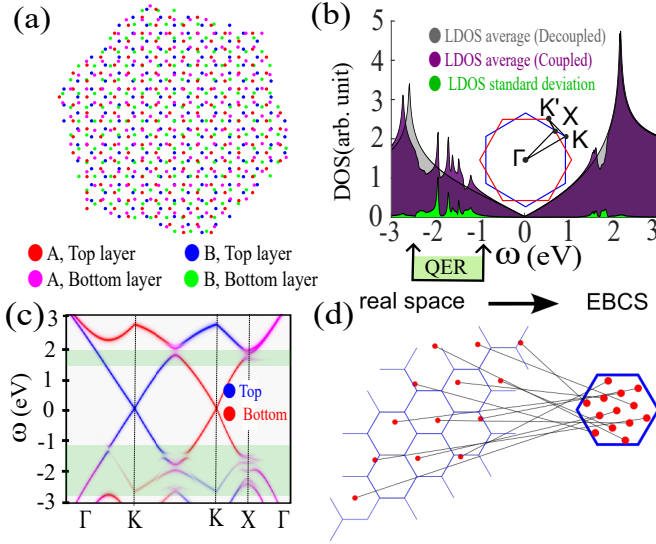 (a)
A, Top layer
B, Top layer
A, Bottom layer
B, Bottom layer
(b)
LDOS average (Decoupled)
LDOS average (Coupled)
LDOS standard deviation
DOS(arb. unit)
5
4
3
2
1
0
K'
X
K
Γ
-3 -2 -1 0 1 2 3
QER
ω (eV)
(c)
ω (eV)
3
2
1
0
-1
-2
-3
Top
Bottom
Γ K K X Γ
real space EBCS
(d)